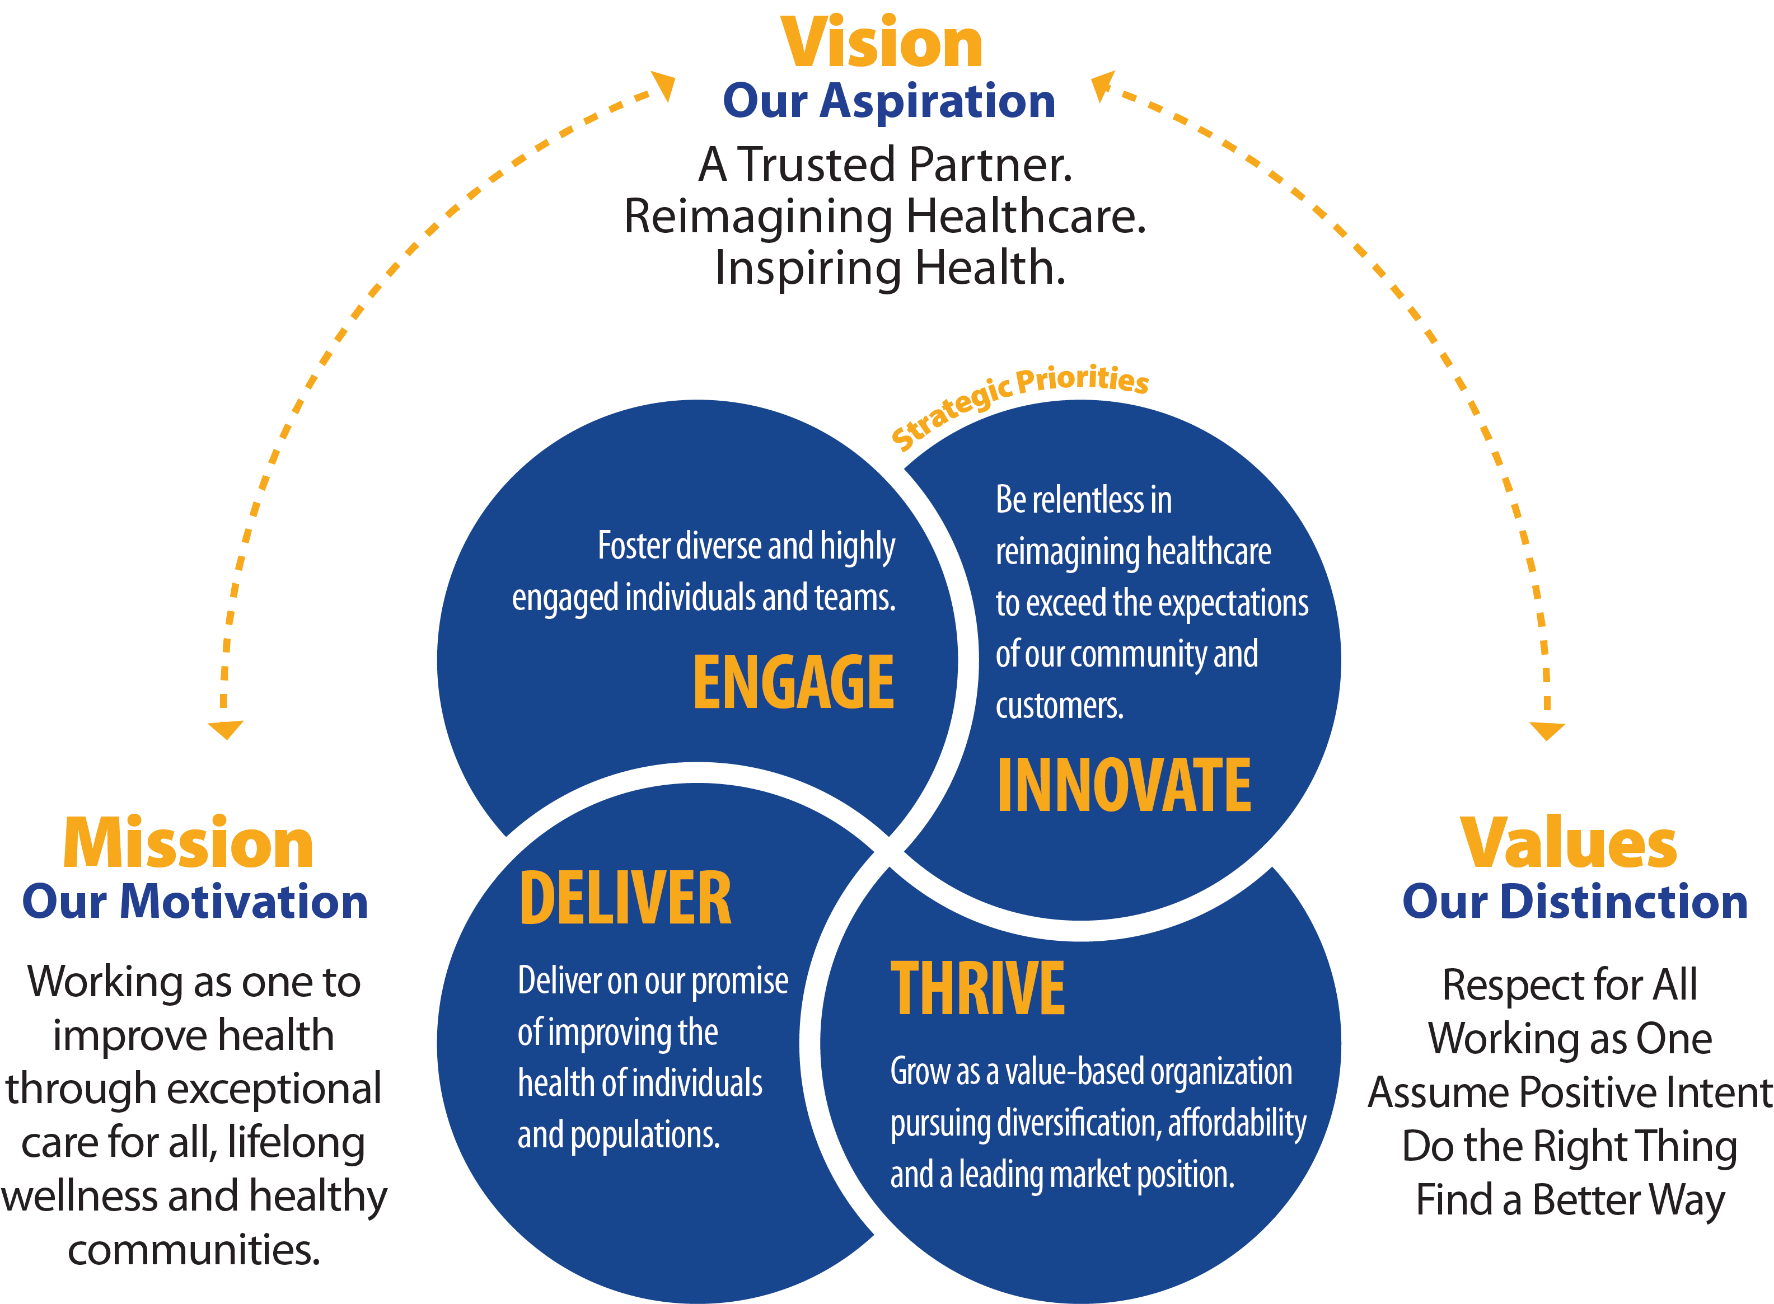 Vision
Our Aspiration
A Trusted Partner.
Reimagining Healthcare.
Inspiring Health.
Strategic Priorities
Foster diverse and highly
engaged individuals and teams.
ENGAGE
Be relentless in
reimagining healthcare
to exceed the expectations
of our community and
customers.
INNOVATE
DELIVER
Deliver on our promise
of improving the
health of individuals
and populations.
THRIVE
Grow as a value-based organization
pursuing diversification, affordability
and a leading market position.
Mission
Our Motivation
Working as one to
improve health
through exceptional
care for all, lifelong
wellness and healthy
communities.
Values
Our Distinction
Respect for All
Working as One
Assume Positive Intent
Do the Right Thing
Find a Better Way